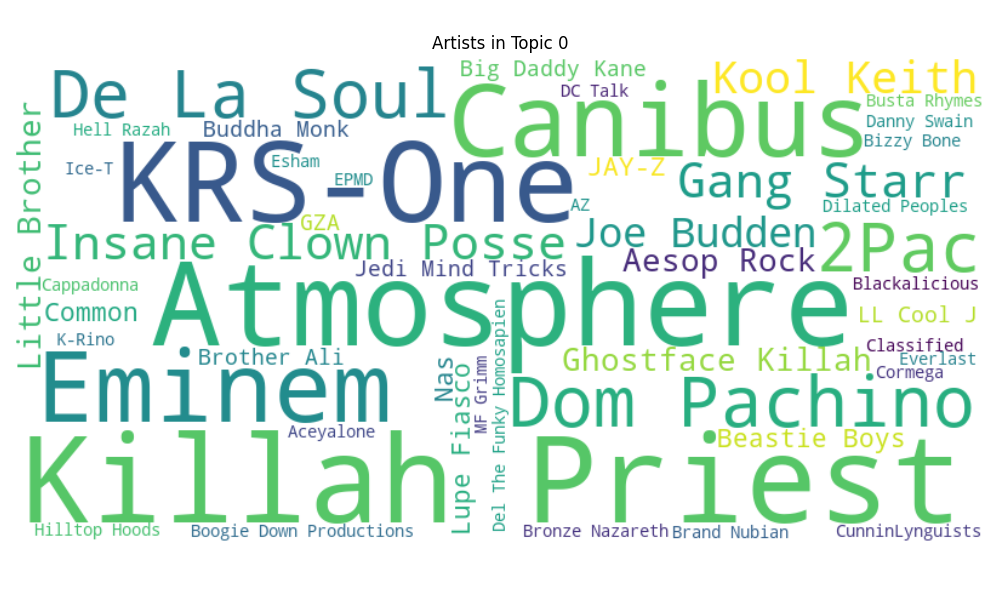 Artists in Topic 0
De La Soul
Big Daddy Kane
DC Talk
Kool Keith
Canibus
Busta Rhymes
Danny Swain
Bizzy Bone
Little Brother
Hell Razah
Buddha Monk
Ice-T
KRS-One
Esham
EPMD
AZ
JAY-Z
Gang Starr
Dilated Peoples
GZA
Insane Clown Posse
Joe Budden
2Pac
Jedi Mind Tricks
Aesop Rock
Cappadonna
Atmosphere
Blackalicious
Common
LL Cool J
K-Rino
Classified
Brother Ali
Eminem
Nas
MF Grimm
Del The Funky Homosapien
Ghostface Killah
Everlast
Cormega
Lupe Fiasco
Dom Pachino
Aceyalone
Beastie Boys
Killah Priest
Hilltop Hoods
Boogie Down Productions
Bronze Nazareth
Brand Nubian
CunninLynguists